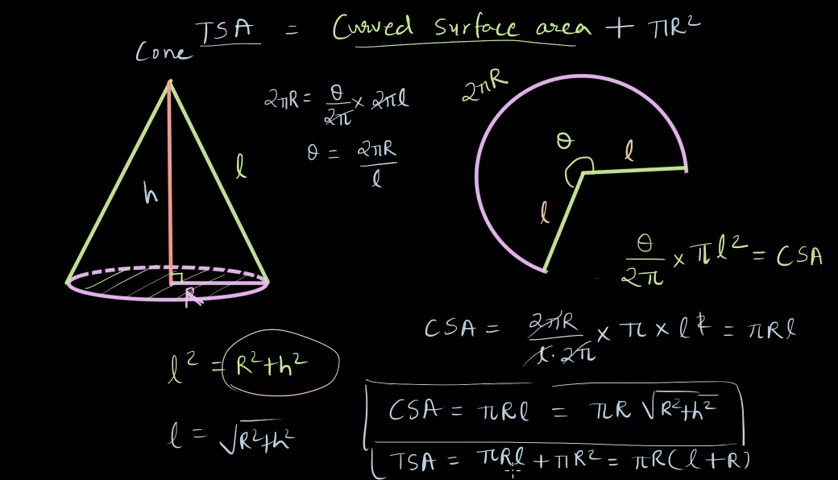 TSA = Curved surface area + πR²
Cone
2πR = θ/2π × 2πl
θ = 2πR/l
h
l
R
2πR
θ
l
l
θ/2π × πl² = CSA
CSA = 2πR/l·2π × π × l² = πRl
l² = R²+h²
l = √R²+h²
CSA = πRl = πR √R²+h²
TSA = πRl + πR² = πR(l+R)